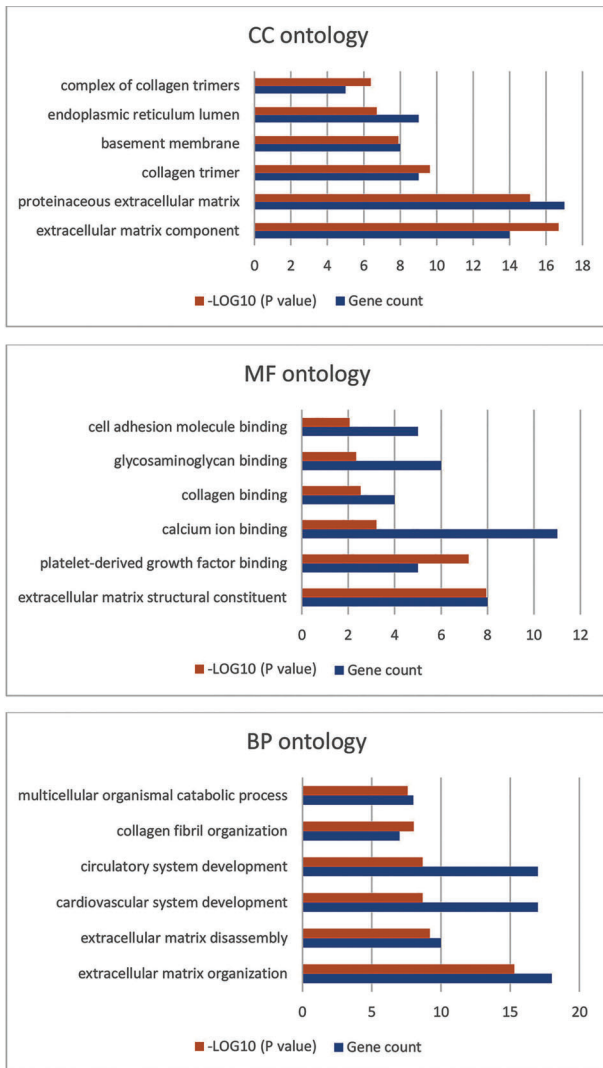 CC ontology
complex of collagen trimers
endoplasmic reticulum lumen
basement membrane
collagen trimer
proteinaceous extracellular matrix
extracellular matrix component
0 2 4 6 8 10 12 14 16 18
-LOG10 (P value) Gene count
MF ontology
cell adhesion molecule binding
glycosaminoglycan binding
collagen binding
calcium ion binding
platelet-derived growth factor binding
extracellular matrix structural constituent
0 2 4 6 8 10 12
-LOG10 (P value) Gene count
BP ontology
multicellular organismal catabolic process
collagen fibril organization
circulatory system development
cardiovascular system development
extracellular matrix disassembly
extracellular matrix organization
0 5 10 15 20
-LOG10 (P value) Gene count